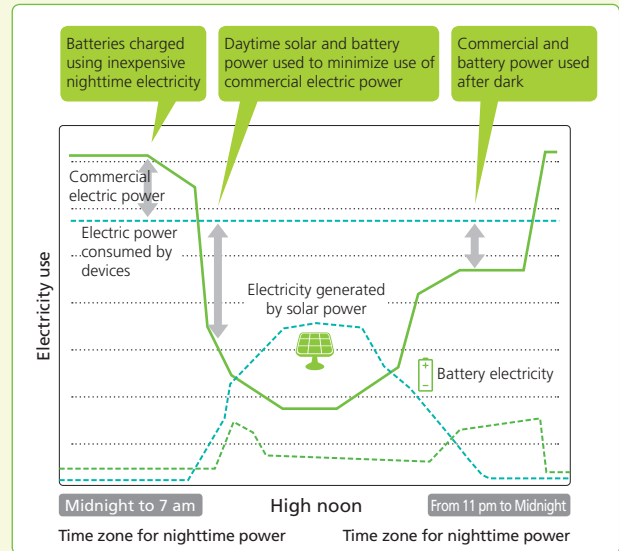 Batteries charged
using inexpensive
nighttime electricity
Daytime solar and battery
power used to minimize use of
commercial electric power
Commercial and
battery power used
after dark
Commercial
electric power
Electric power
consumed by
devices
Electricity generated
by solar power
Battery electricity
Electricity use
Midnight to 7 am
High noon
From 11 pm to Midnight
Time zone for nighttime power
Time zone for nighttime power